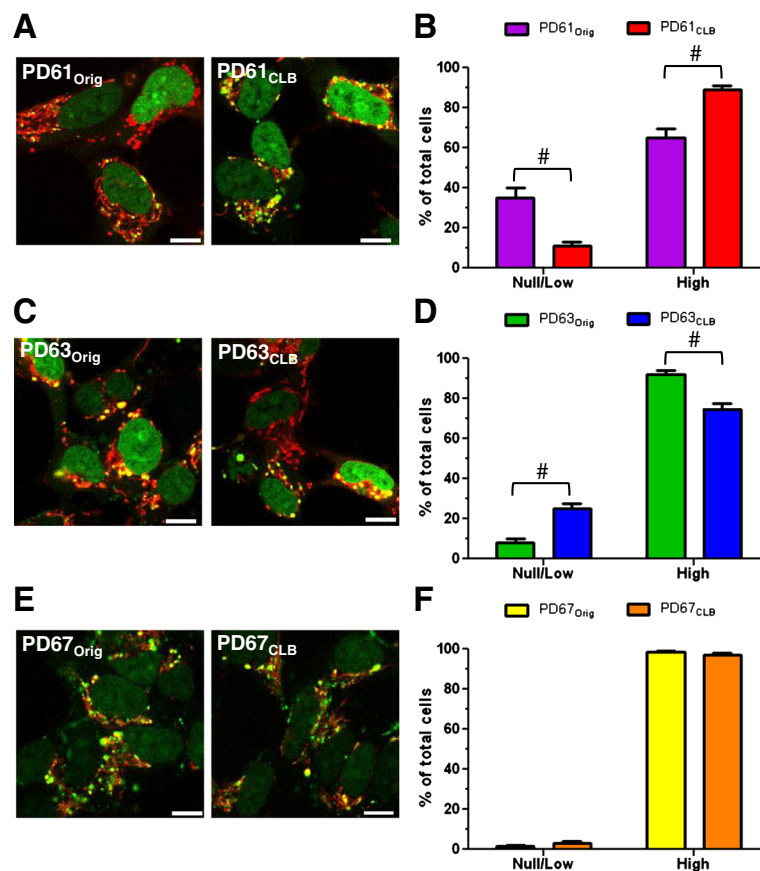 A
PD61Orig
PD61CLB
B
PD61Orig PD61CLB
% of total cells
100
80
60
40
20
0
#
#
Null/Low High
C
PD63Orig
PD63CLB
D
PD63Orig PD63CLB
% of total cells
100
80
60
40
20
0
#
#
Null/Low High
E
PD67Orig
PD67CLB
F
PD67Orig PD67CLB
% of total cells
100
80
60
40
20
0
Null/Low High